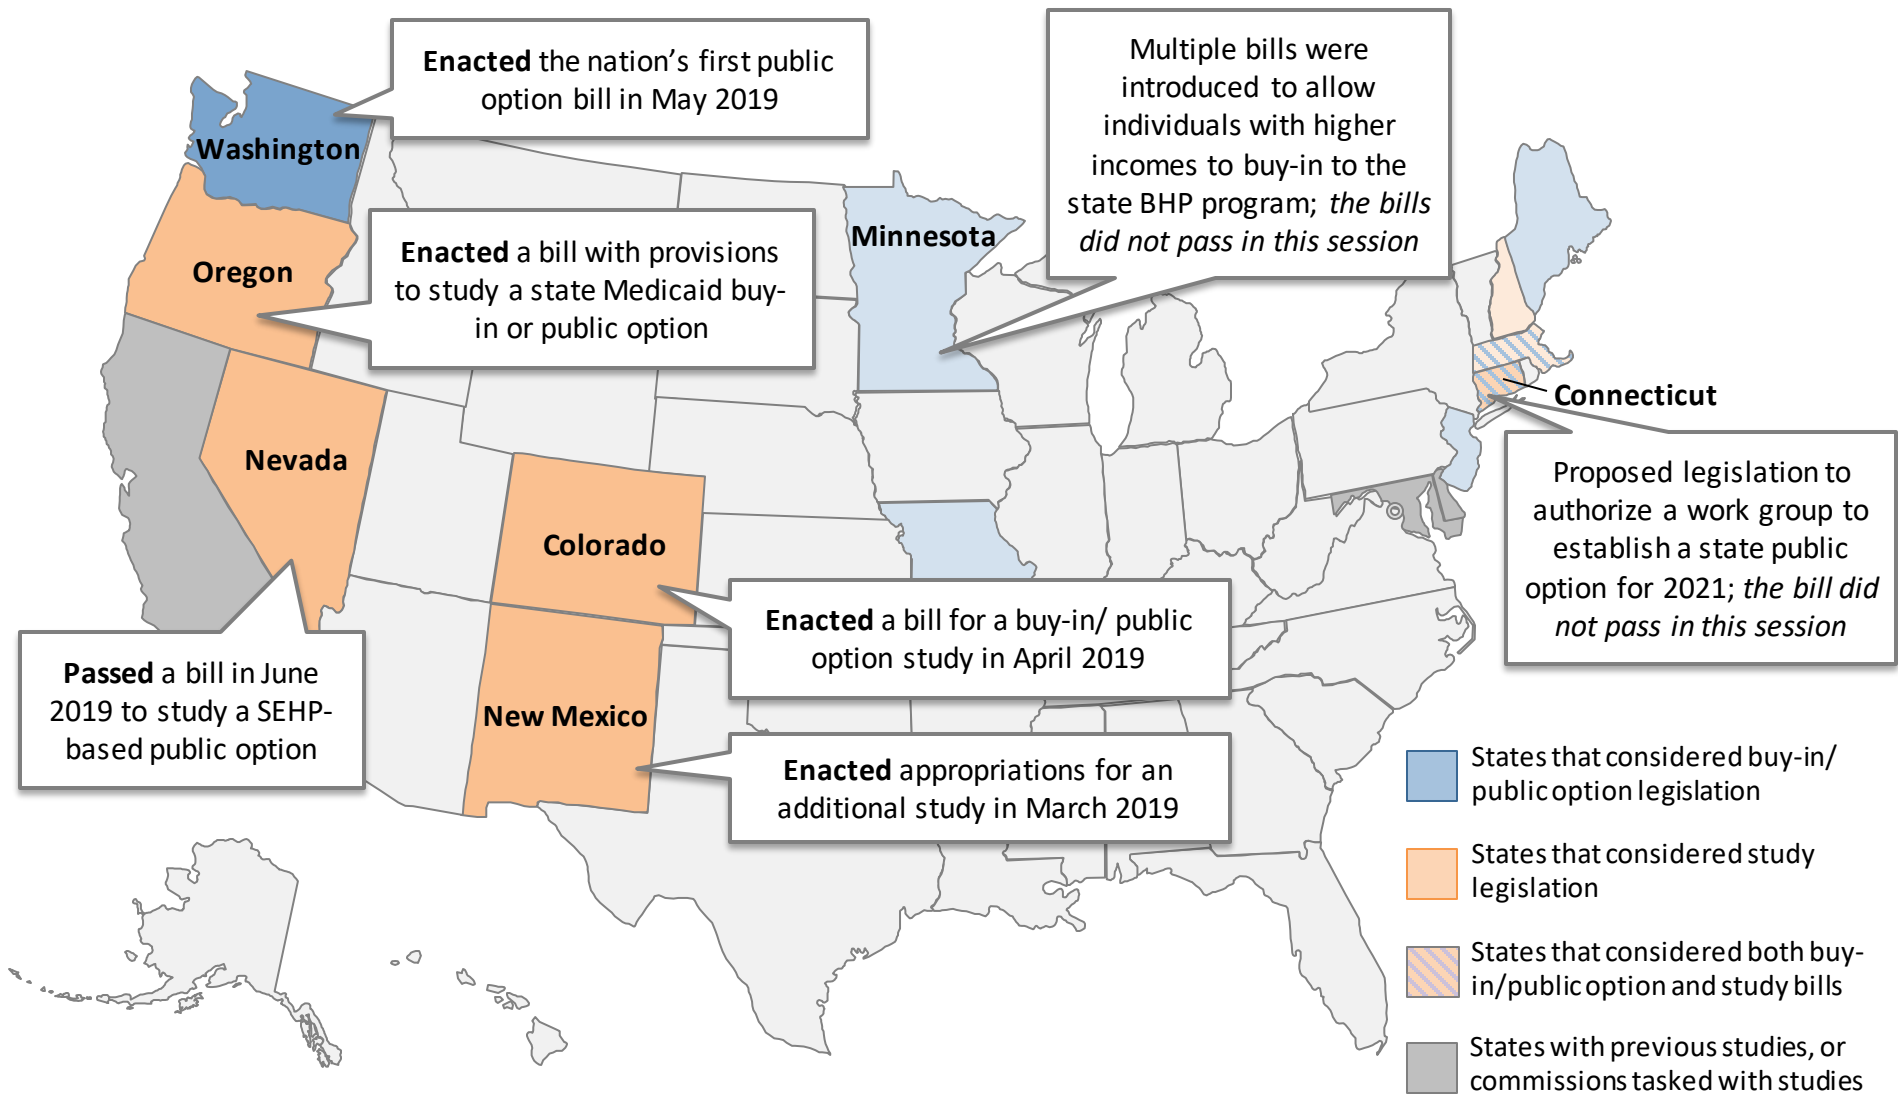 Enacted the nation's first public
option bill in May 2019
Multiple bills were
introduced to allow
individuals with higher
incomes to buy-in to the
state BHP program; the bills
did not pass in this session
Washington
Minnesota
Enacted a bill with provisions
to study a state Medicaid buy-
in or public option
Oregon
Connecticut
Nevada
Proposed legislation to
authorize a work group to
establish a state public
option for 2021; the bill did
not pass in this session
Colorado
Enacted a bill for a buy-in/ public
option study in April 2019
Passed a bill in June
2019 to study a SEHP-
based public option
New Mexico
Enacted appropriations for an
additional study in March 2019
States that considered buy-in/
public option legislation
States that considered study
legislation
States that considered both buy-
in/public option and study bills
States with previous studies, or
commissions tasked with studies